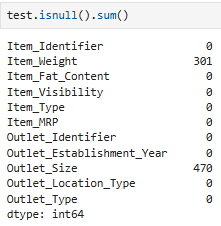 test.isnull().sum()
Item_Identifier 0
Item_Weight 301
Item_Fat_Content 0
Item_Visibility 0
Item_Type 0
Item_MRP 0
Outlet_Identifier 0
Outlet_Establishment_Year 0
Outlet_Size 470
Outlet_Location_Type 0
Outlet_Type 0
dtype: int64